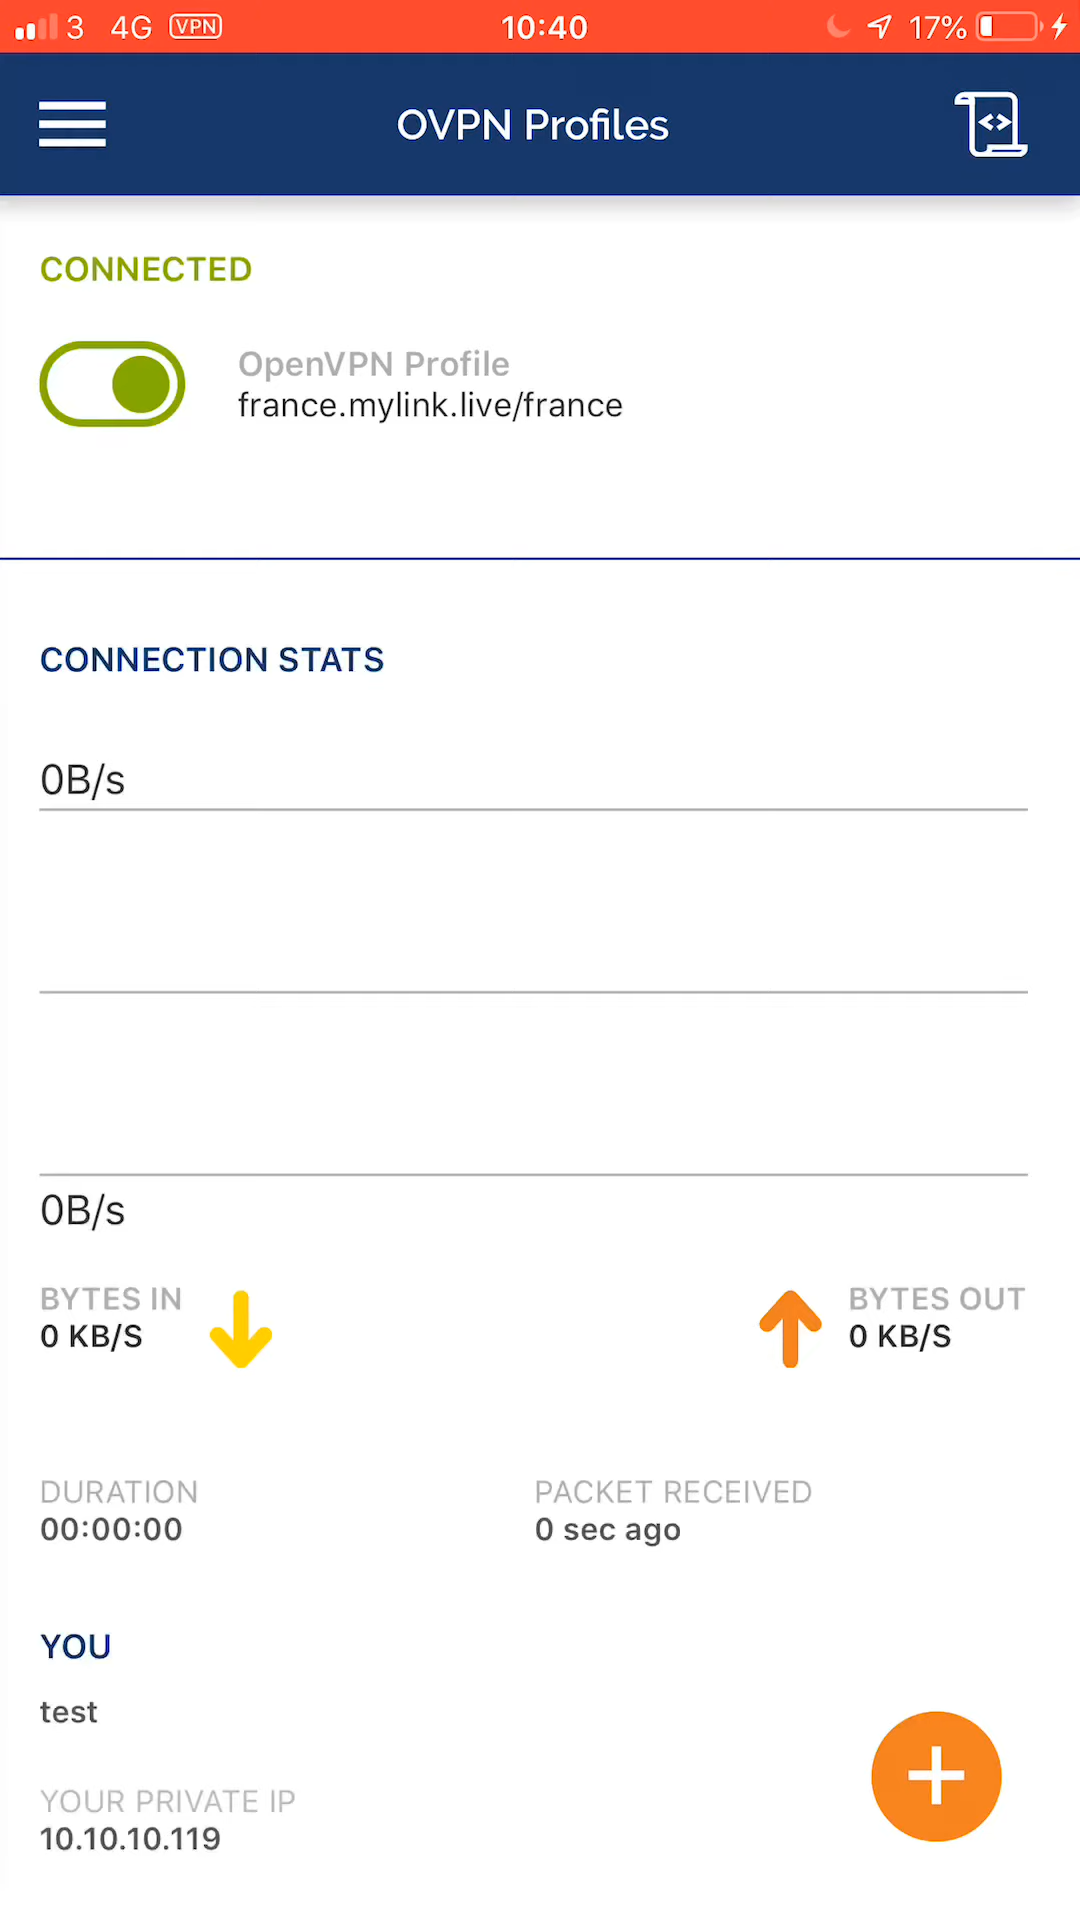 3 4G VPN 10:40 17%
OVPN Profiles
CONNECTED
OpenVPN Profile
france.mylink.live/france
CONNECTION STATS
0B/s
0B/s
BYTES IN
0 KB/S
BYTES OUT
0 KB/S
DURATION
00:00:00
PACKET RECEIVED
0 sec ago
YOU
test
YOUR PRIVATE IP
10.10.10.119